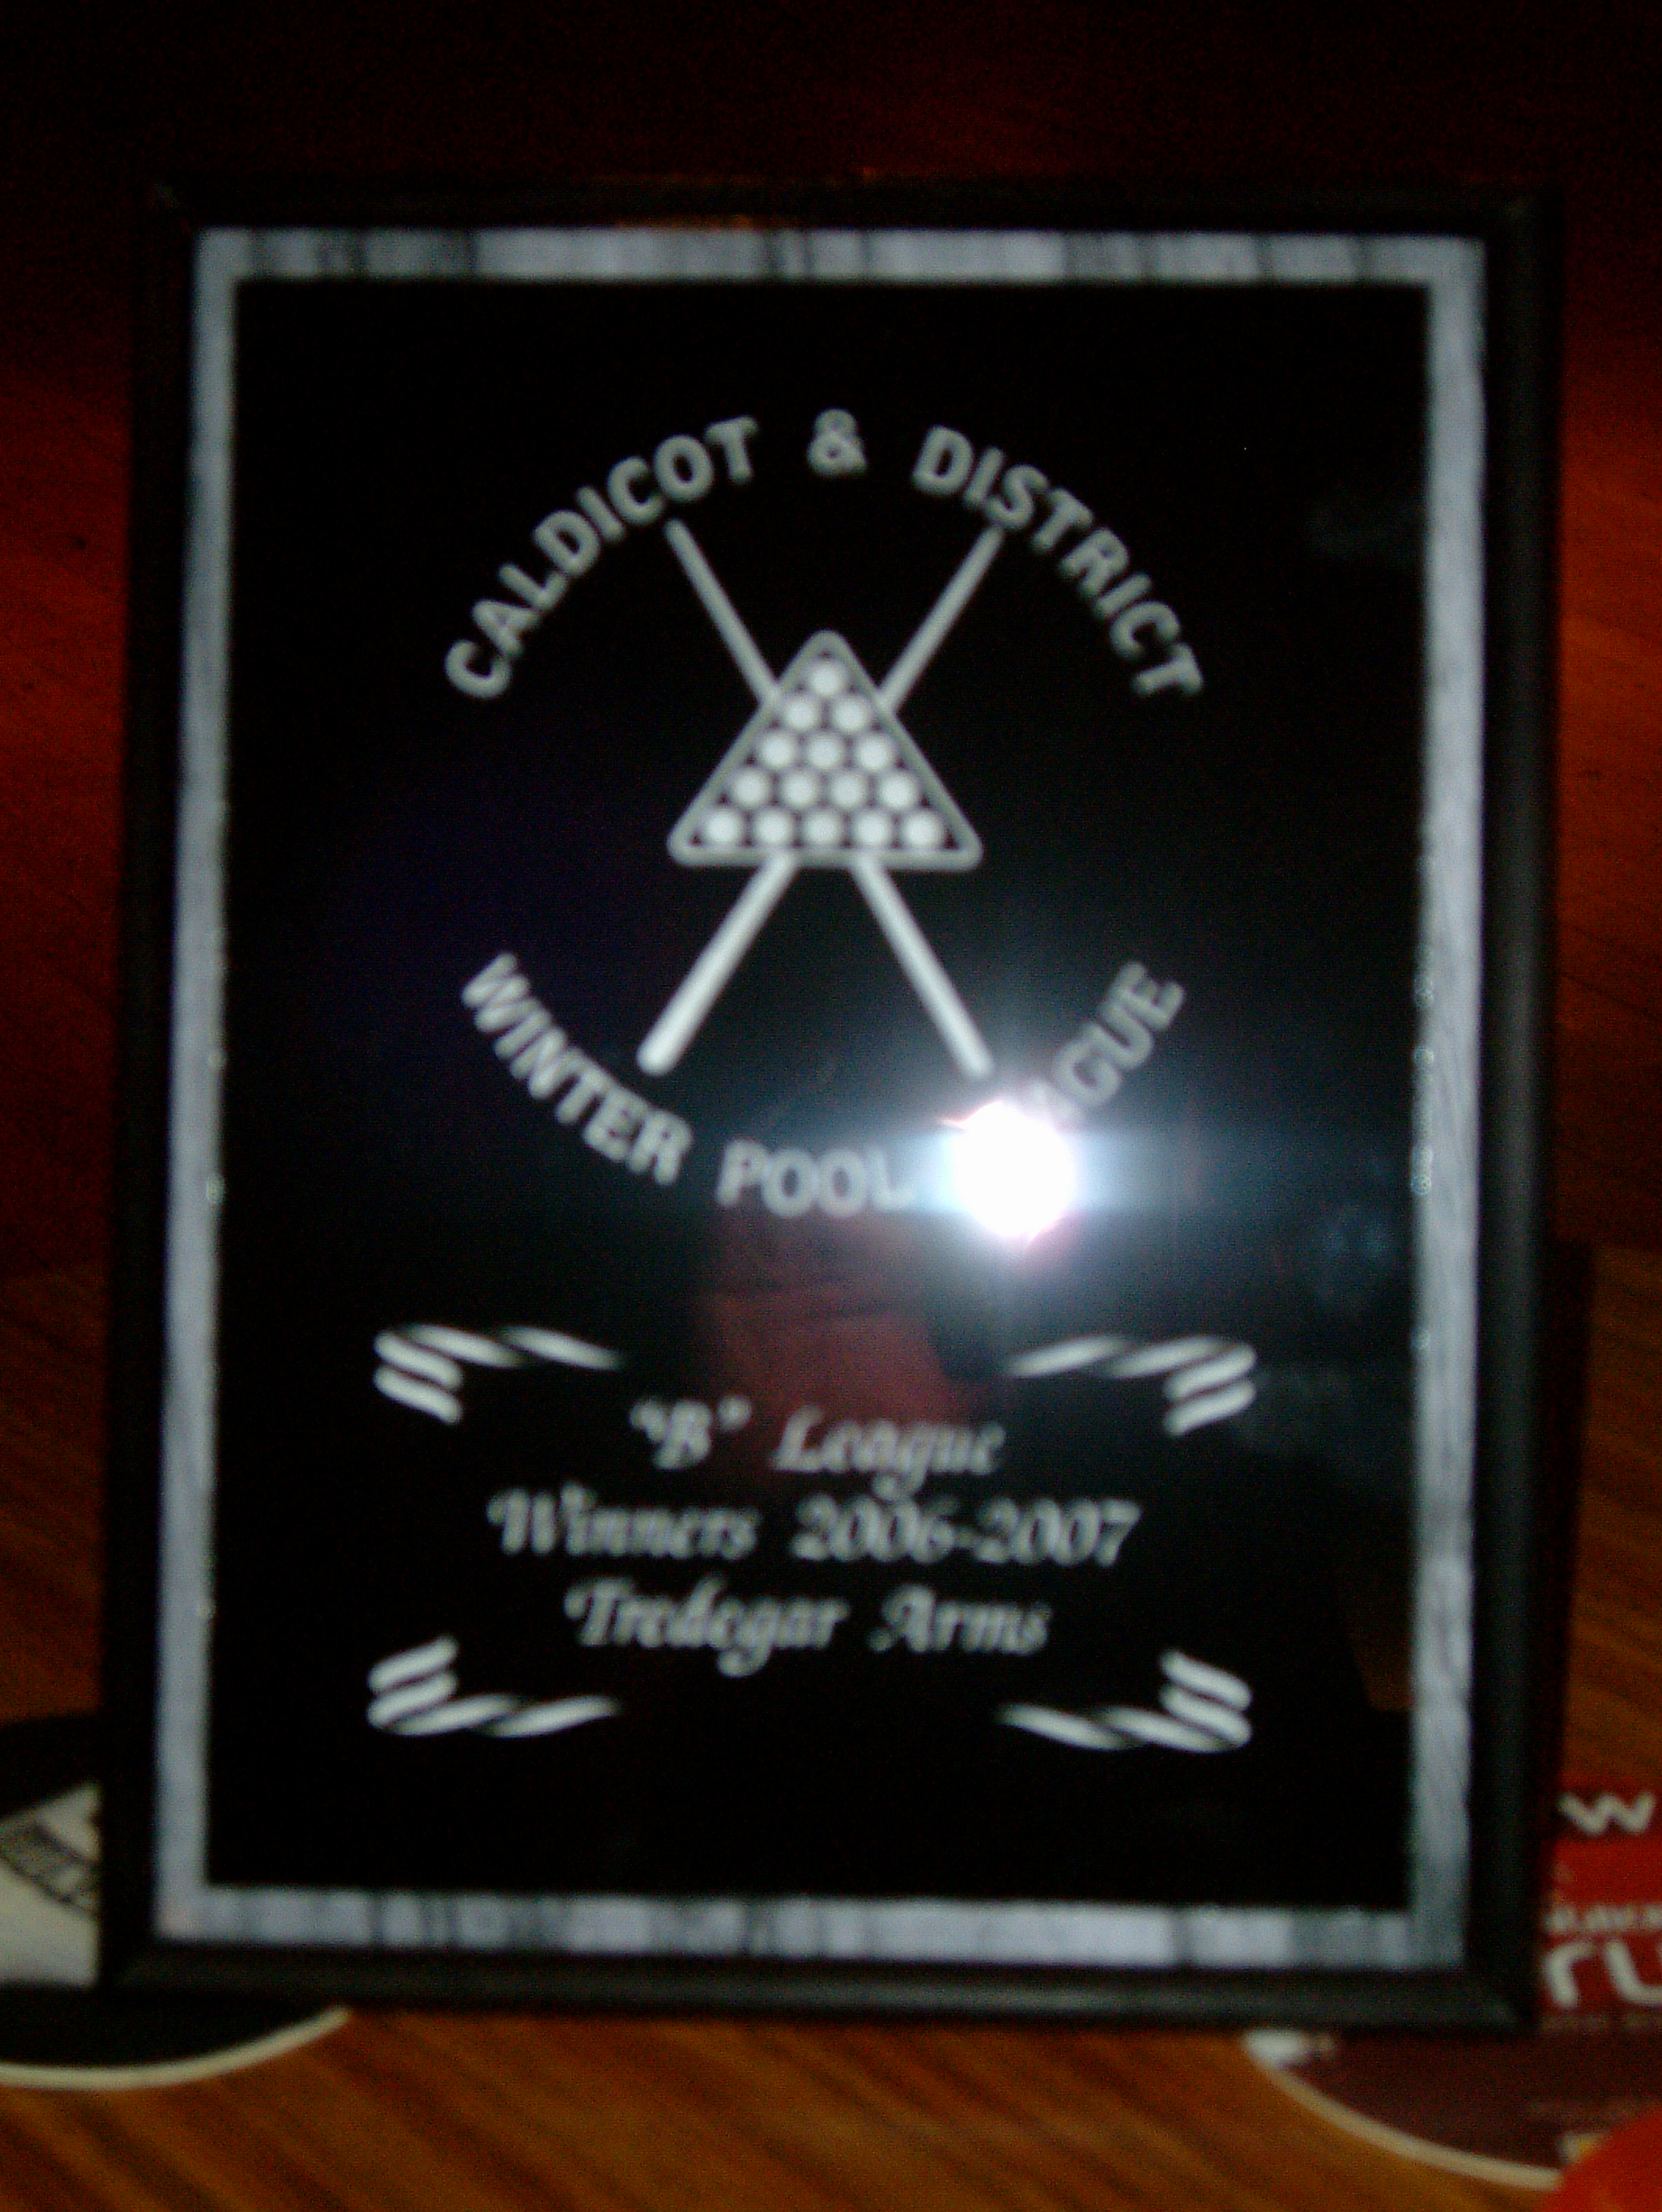 CALDICOT & DISTRICT
WINTER POOL
"B" League
Winners 2006-2007
Tredegar Arms